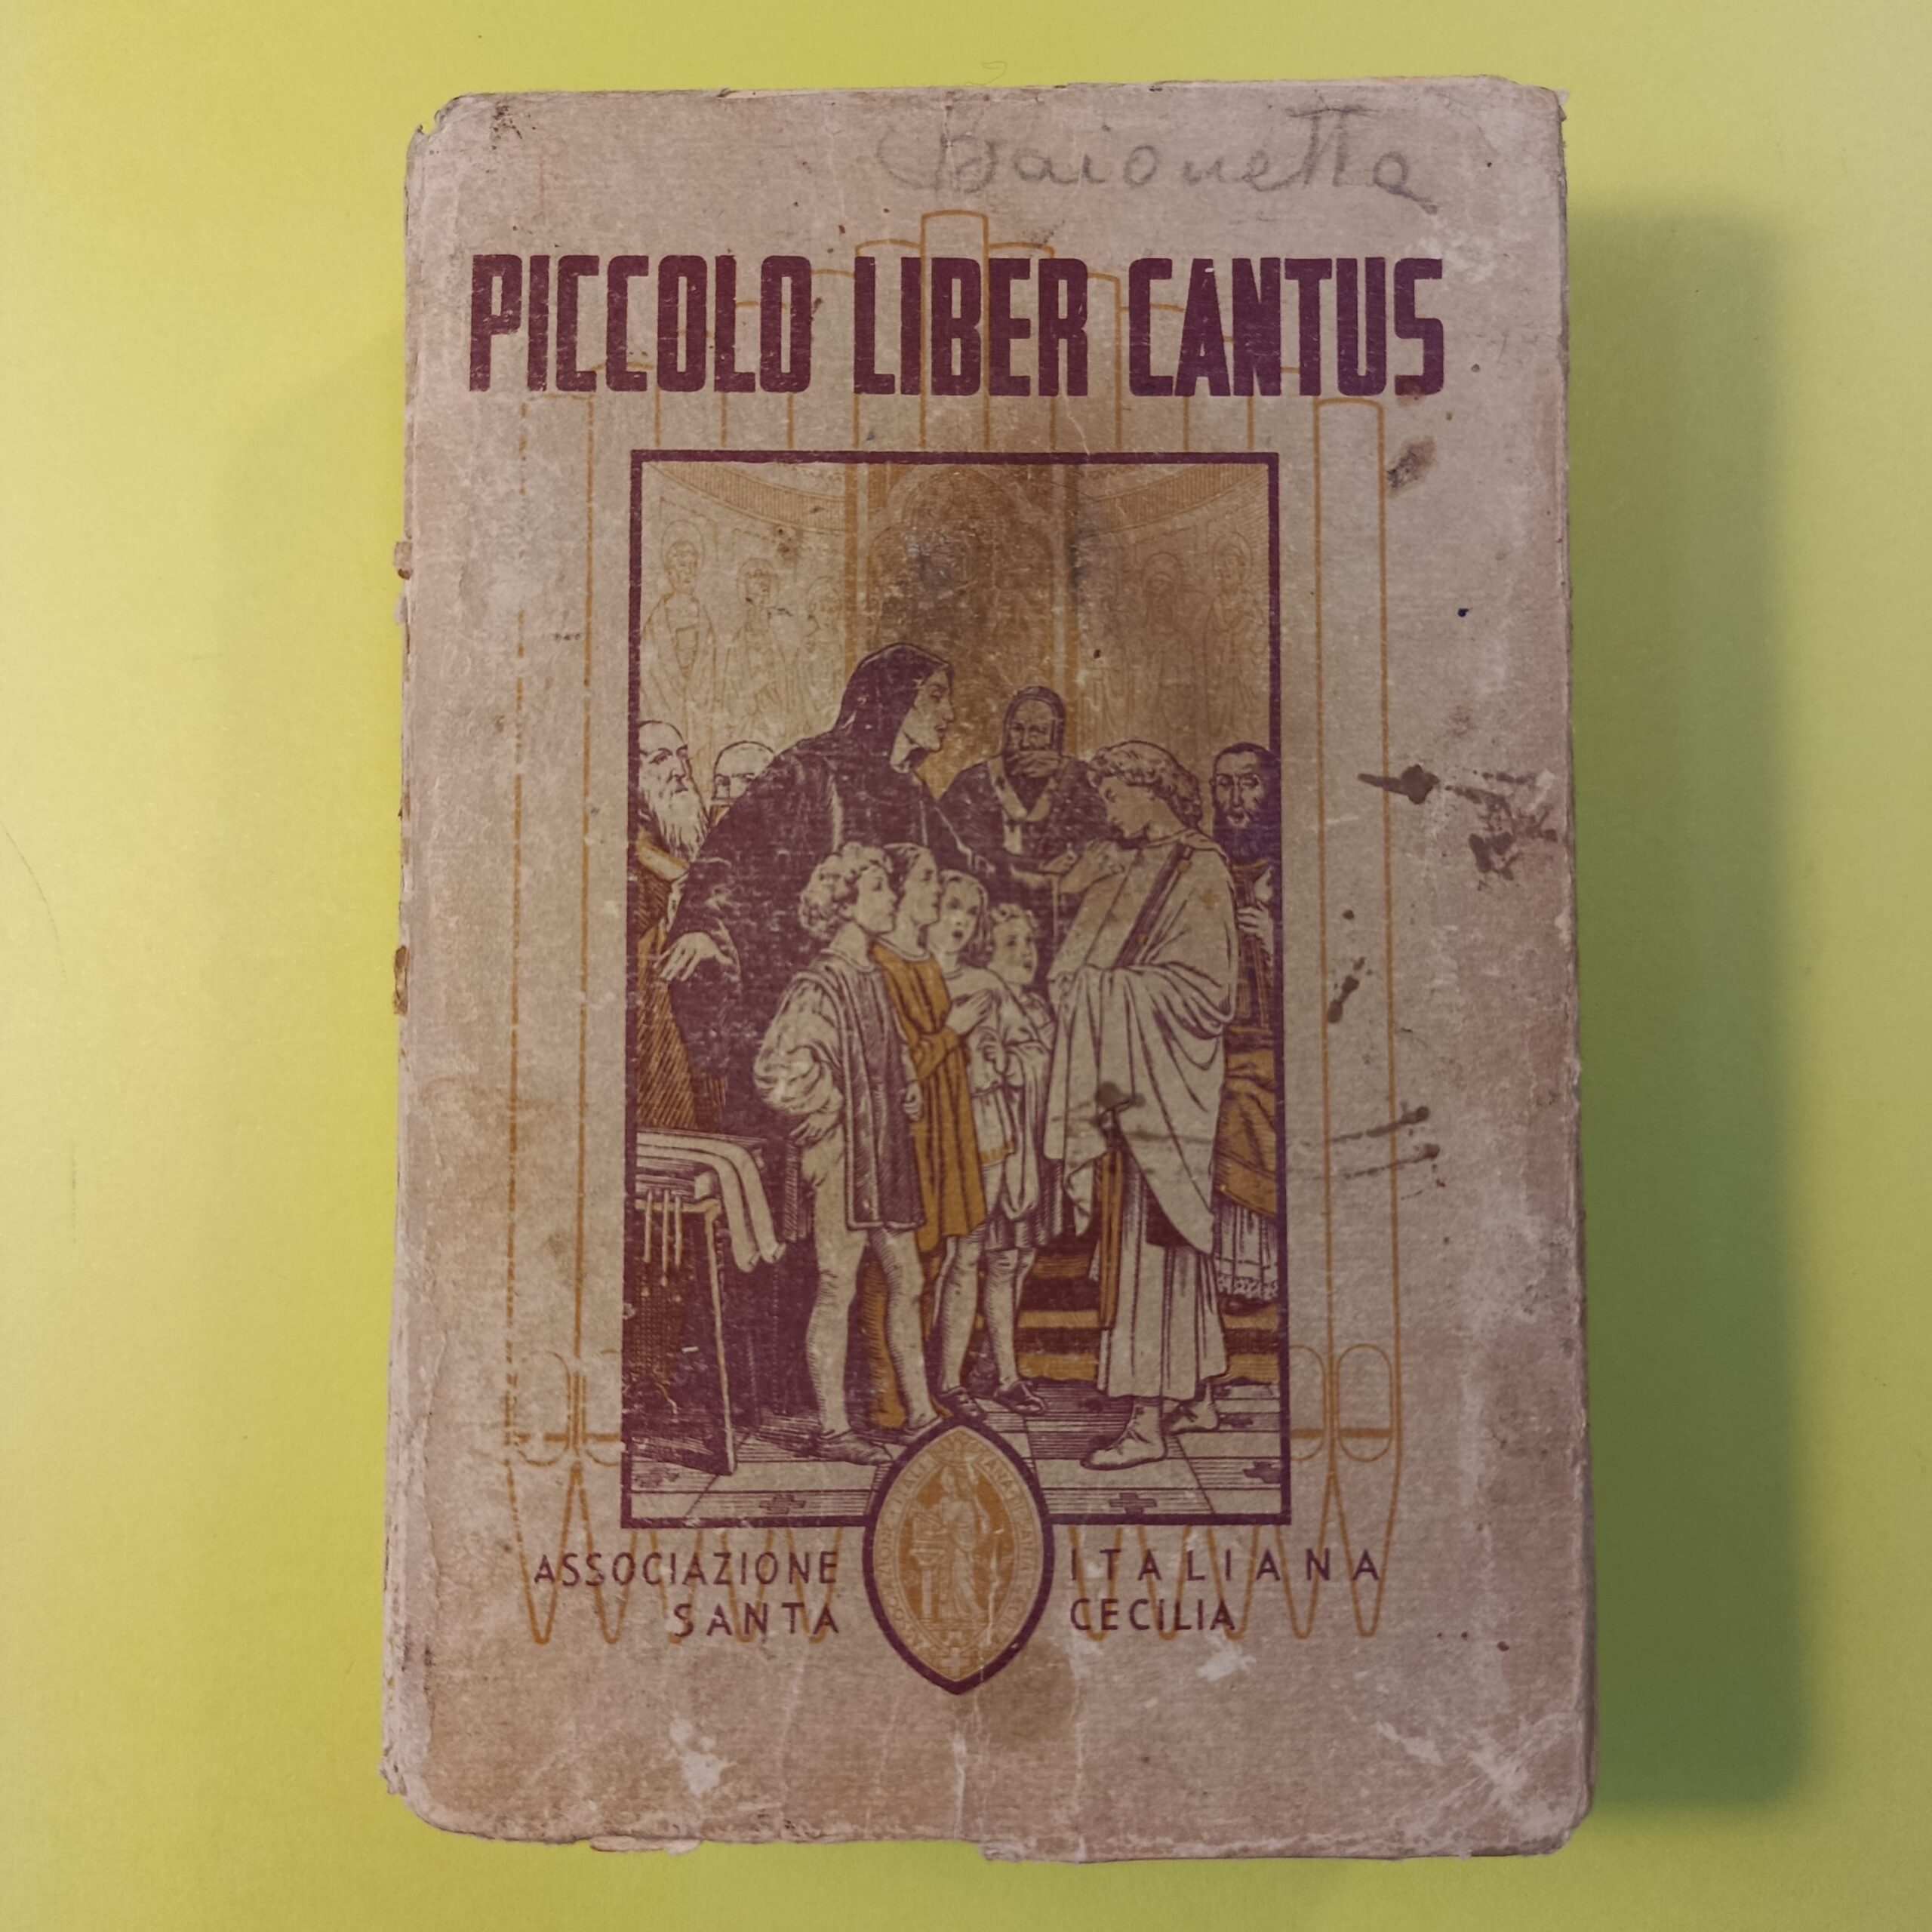 Baionetta
PICCOLO LIBER CANTUS
ASSOCIAZIONE ITALIANA
SANTA CECILIA